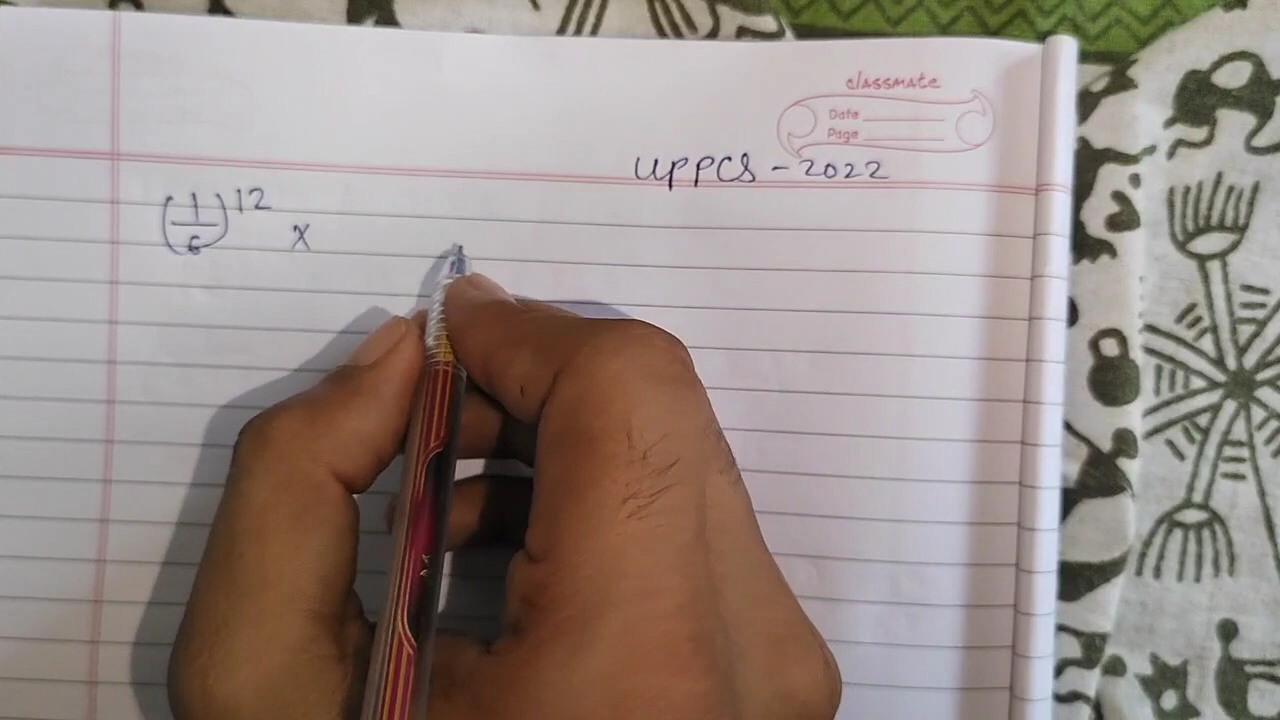 classmate
Date
Page
UPPCS - 2022
(1/6)^12 x